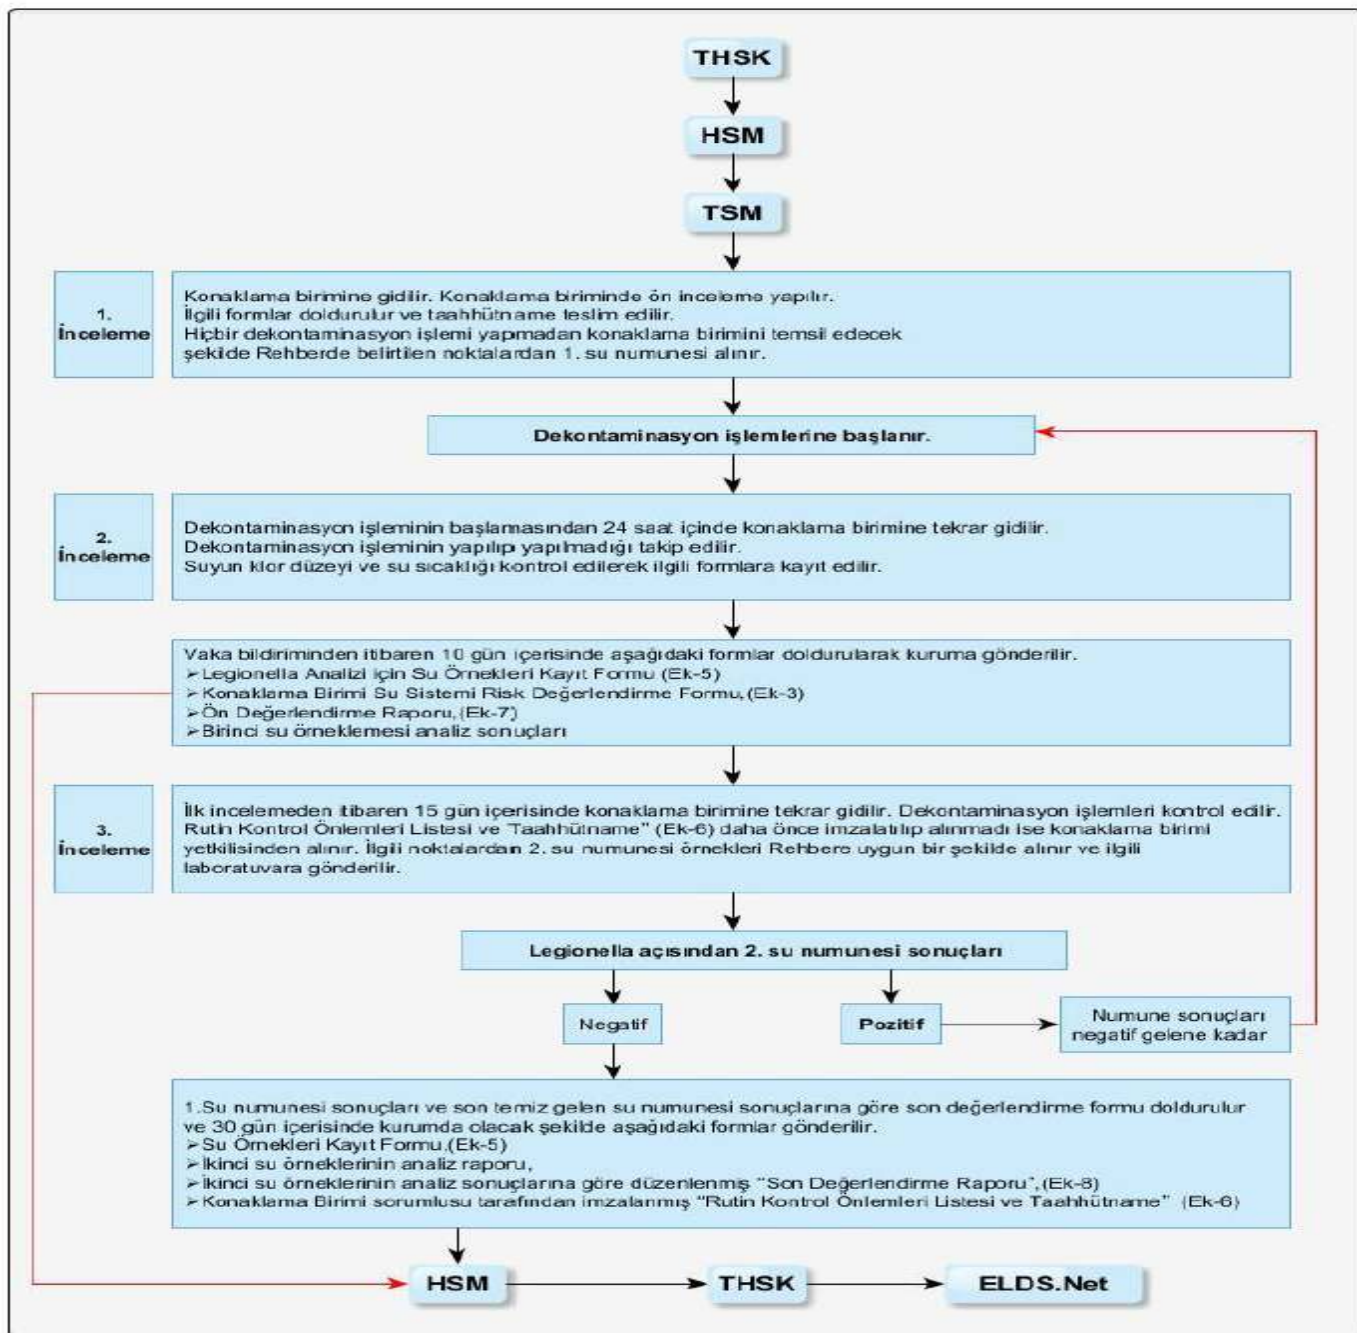 THSK
HSM
TSM
1.
İnceleme
Konaklama birimine gidilir. Konaklama biriminde ön inceleme yapılır.
İlgili formlar doldurulur ve taahhütname teslim edilir.
Hiçbir dekontaminasyon işlemi yapmadan konaklama birimini temsil edecek
şekilde Rehberde belirtilen noktalardan 1. su numunesi alınır.
Dekontaminasyon işlemlerine başlanır.
2.
İnceleme
Dekontaminasyon işleminin başlamasından 24 saat içinde konaklama birimine tekrar gidilir.
Dekontaminasyon işleminin yapılıpı yapılmadığı takip edilir.
Suyun klor düzeyi ve su sıcaklığı kontrol edilerek ilgili formlara kayıt edilir.
Vaka bildiriminden itibaren 10 gün içerisinde aşağıdaki formlar doldurularak kuruma gönderilir.
➢Legionella Analizi için Su Örnekleri Kayıt Formu (Ek-5)
➢Konaklama Birimi Su Sistemi Risk Değerlendirme Formu,(Ek-3)
➢Ön Değerlendirme Raporu,(Ek-7)
➢Birinci su örneklemesi analiz sonuçları
3.
İnceleme
İlk incelemeden itibaren 15 gün içerisinde konaklama birimine tekrar gidilir. Dekontaminasyon işlemleri kontrol edilir.
Rutin Kontrol Önlemleri Listesi ve Taahhütname” (Ek-6) daha önce imzalatılıp alınmadı ise konaklama birimi
yetkilisinden alınır. İlgili noktalardan 2. su numunesi örnekleri Rehbere uygun bir şekilde alınır ve ilgili
laboratuvara gönderilir.
Legionella açısından 2. su numunesi sonuçları
Negatif
Pozitif
Numune sonuçları
negatif gelene kadar
1.Su numunesi sonuçları ve son temiz gelen su numunesi sonuçlarına göre son değerlendirme formu doldurulur
ve 30 gün içerisinde kurumda olacak şekilde aşağıdaki formlar gönderilir.
➢Su Örnekleri Kayıt Formu,(Ek-5)
➢İkinci su örneklerinin analiz raporu,
➢İkinci su örneklerinin analiz sonuçlarına göre düzenlenmiş “Son Değerlendirme Raporu”,(Ek-8)
➢Konaklama Birimi sorumlusu tarafından imzalanmış “Rutin Kontrol Önlemleri Listesi ve Taahhütname” (Ek-6)
HSM
THSK
ELDS.Net